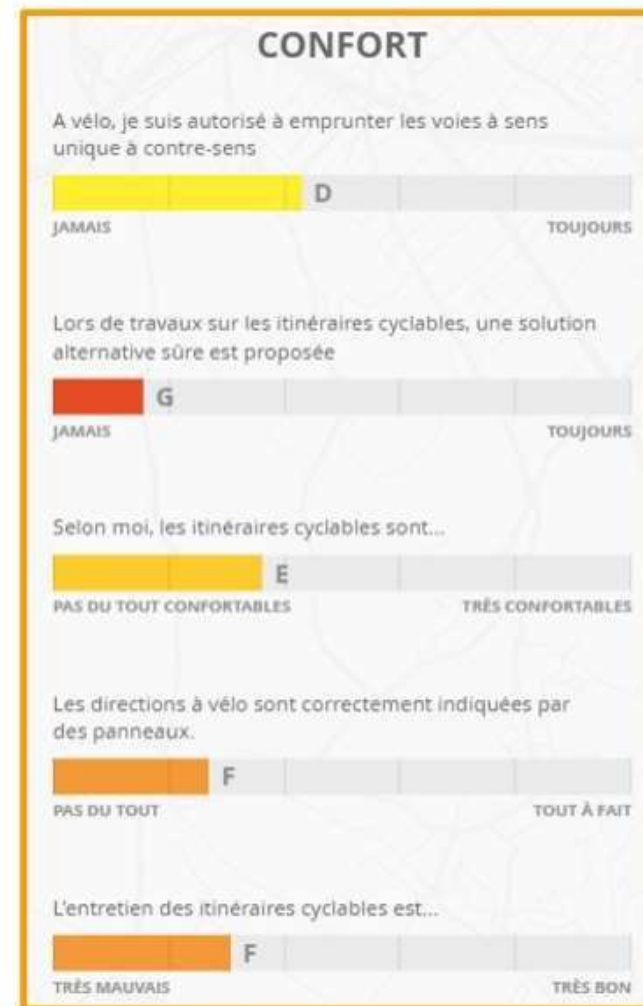 CONFORT
A vélo, je suis autorisé à emprunter les voies à sens
unique à contre-sens
D
JAMAIS TOUJOURS
Lors de travaux sur les itinéraires cyclables, une solution
alternative sûre est proposée
G
JAMAIS TOUJOURS
Selon moi, les itinéraires cyclables sont...
E
PAS DU TOUT CONFORTABLES TRÈS CONFORTABLES
Les directions à vélo sont correctement indiquées par
des panneaux.
F
PAS DU TOUT TOUT À FAIT
L'entretien des itinéraires cyclables est...
F
TRÈS MAUVAIS TRÈS BON